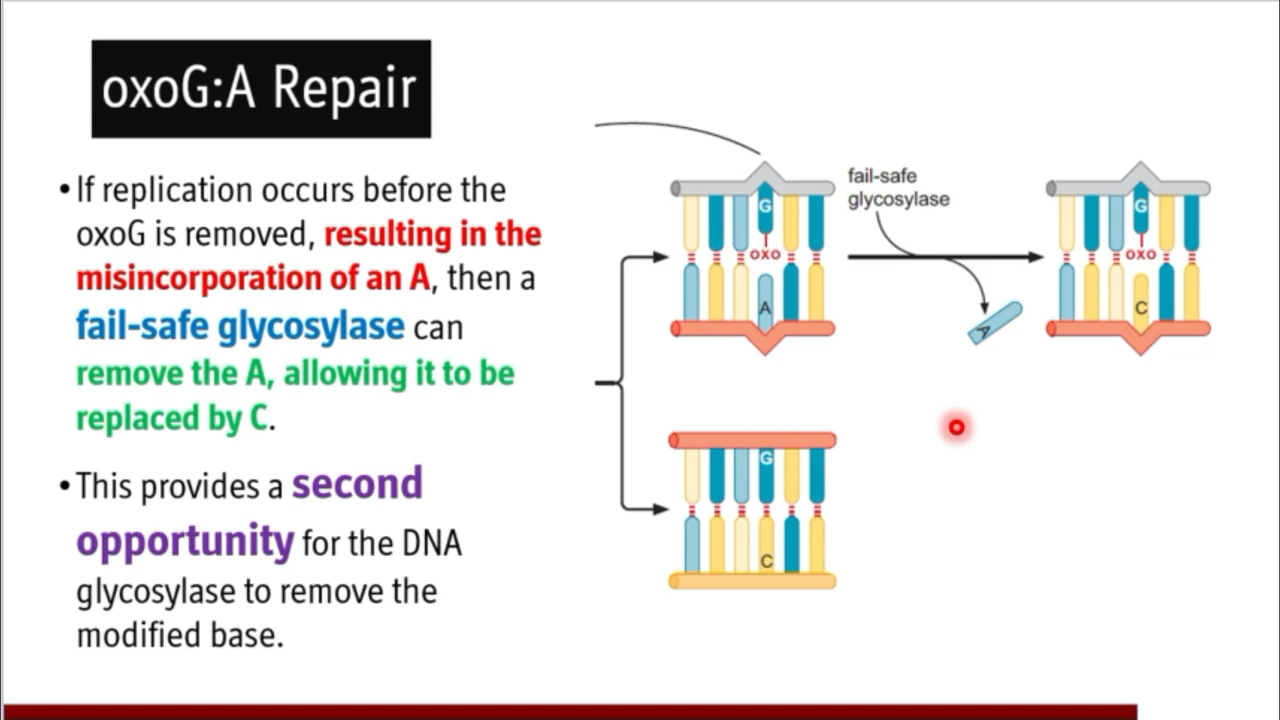 oxoG:A Repair
• If replication occurs before the
oxoG is removed, resulting in the
misincorporation of an A, then a
fail-safe glycosylase can
remove the A, allowing it to be
replaced by C.
• This provides a second
opportunity for the DNA
glycosylase to remove the
modified base.
G
oxo
A
fail-safe
glycosylase
A
G
oxo
C
G
C